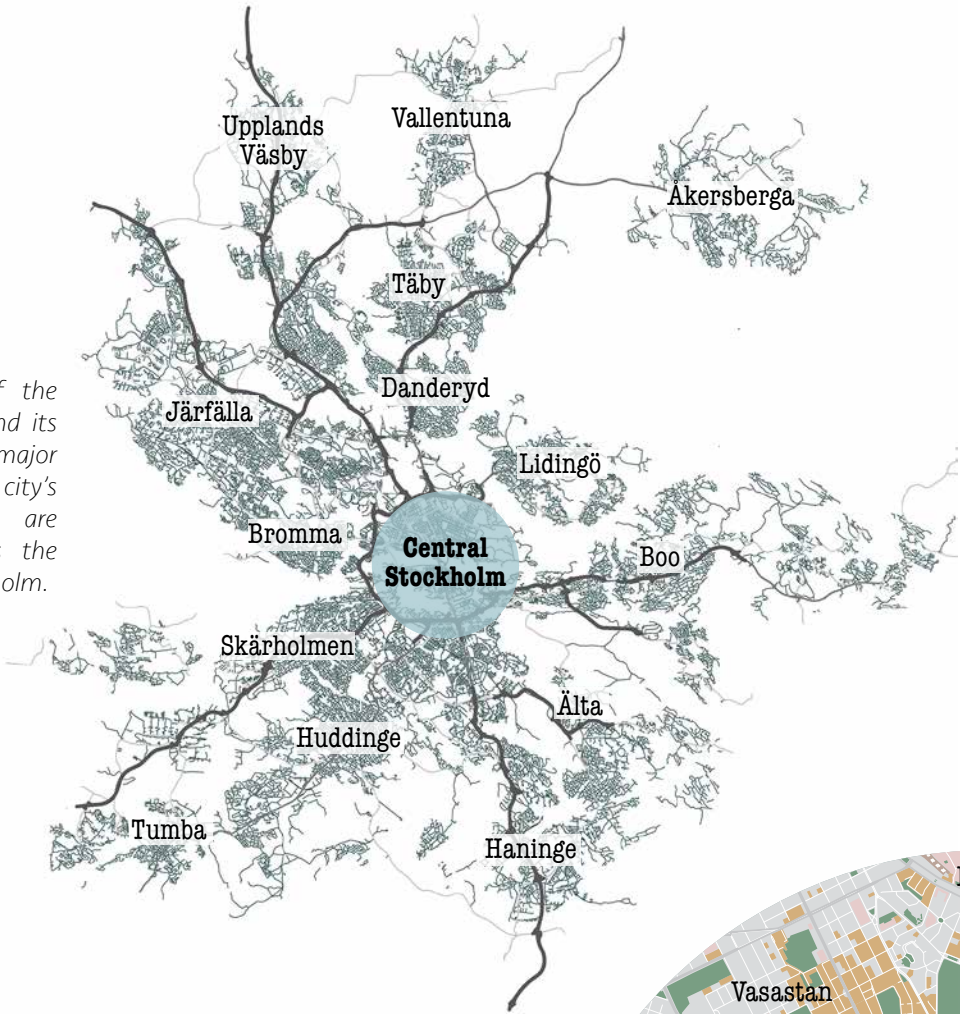 Upplands
Väsby
Vallentuna
Åkersberga
Täby
Danderyd
f the
nd its
major
city's
are
the
olm.
Järfälla
Lidingö
Bromma
Central
Stockholm
Boo
Skärholmen
Älta
Huddinge
Tumba
Haninge
Vasastan